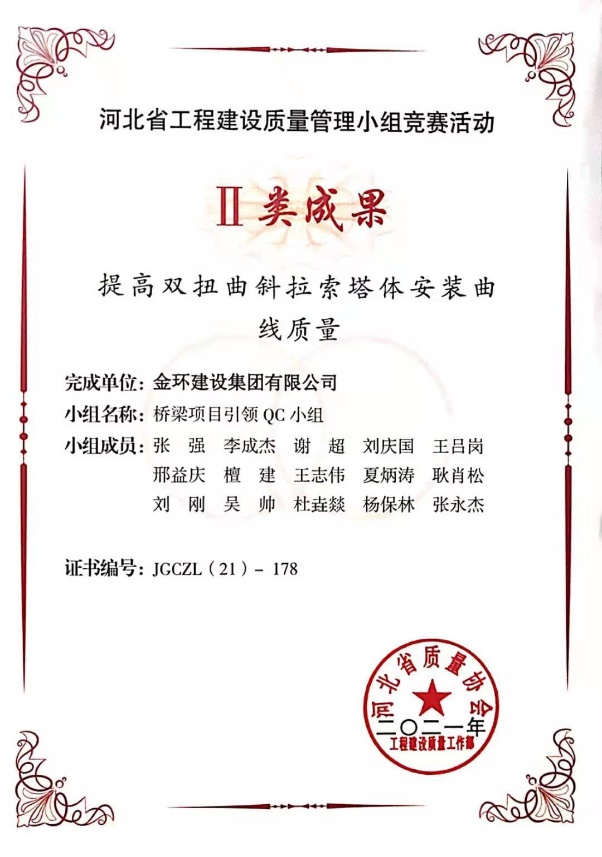 河北省工程建设质量管理小组竞赛活动
Ⅱ类成果
提高双扭曲斜拉索塔体安装曲
线质量
完成单位：金环建设集团有限公司
小组名称：桥梁项目引领QC小组
小组成员：张 强 李成杰 谢 超 刘庆国 王吕岗
邢益庆 檀 建 王志伟 夏炳涛 耿肖松
刘 刚 吴 帅 杜垚燚 杨保林 张永杰
证书编号：JGCZL（21）- 178
河北省质量协会
二〇二一年
工程建设质量工作部